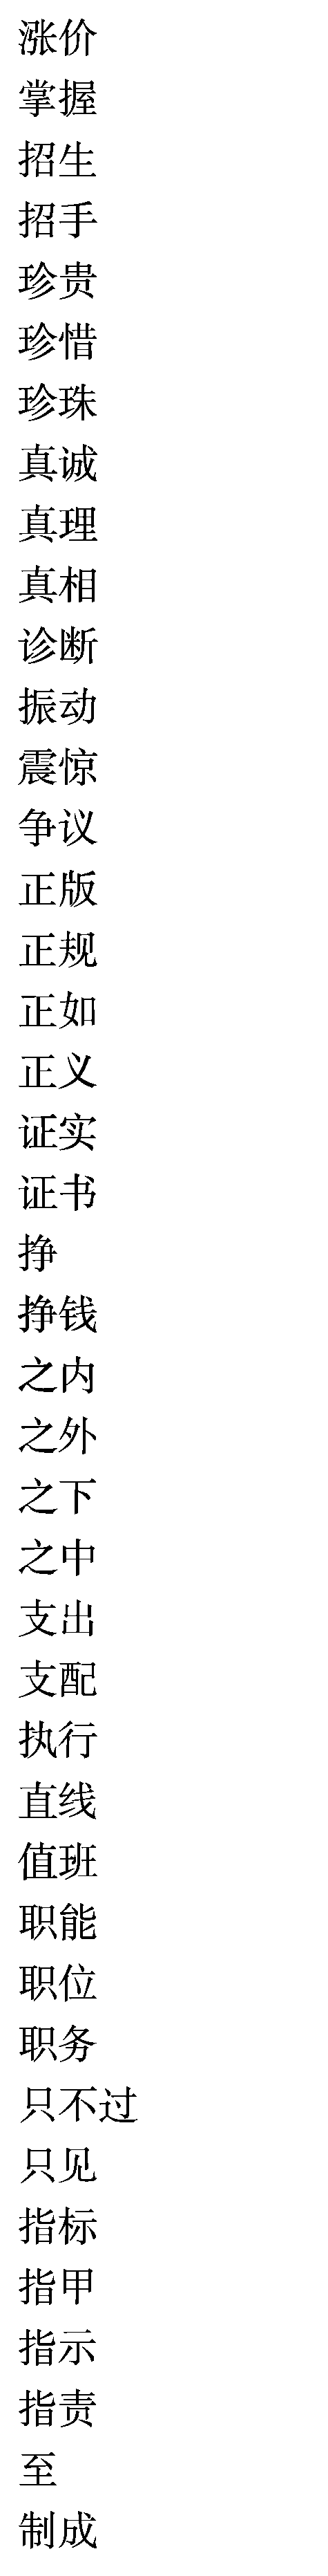 涨价
掌握
招生
招手
珍贵
珍惜
珍珠
真诚
真理
真相
诊断
振动
震惊
争议
正版
正规
正如
正义
证实
证书
挣
挣钱
之内
之外
之下
之中
支出
支配
执行
直线
值班
职能
职位
职务
只不过
只见
指标
指甲
指示
指责
至
制成